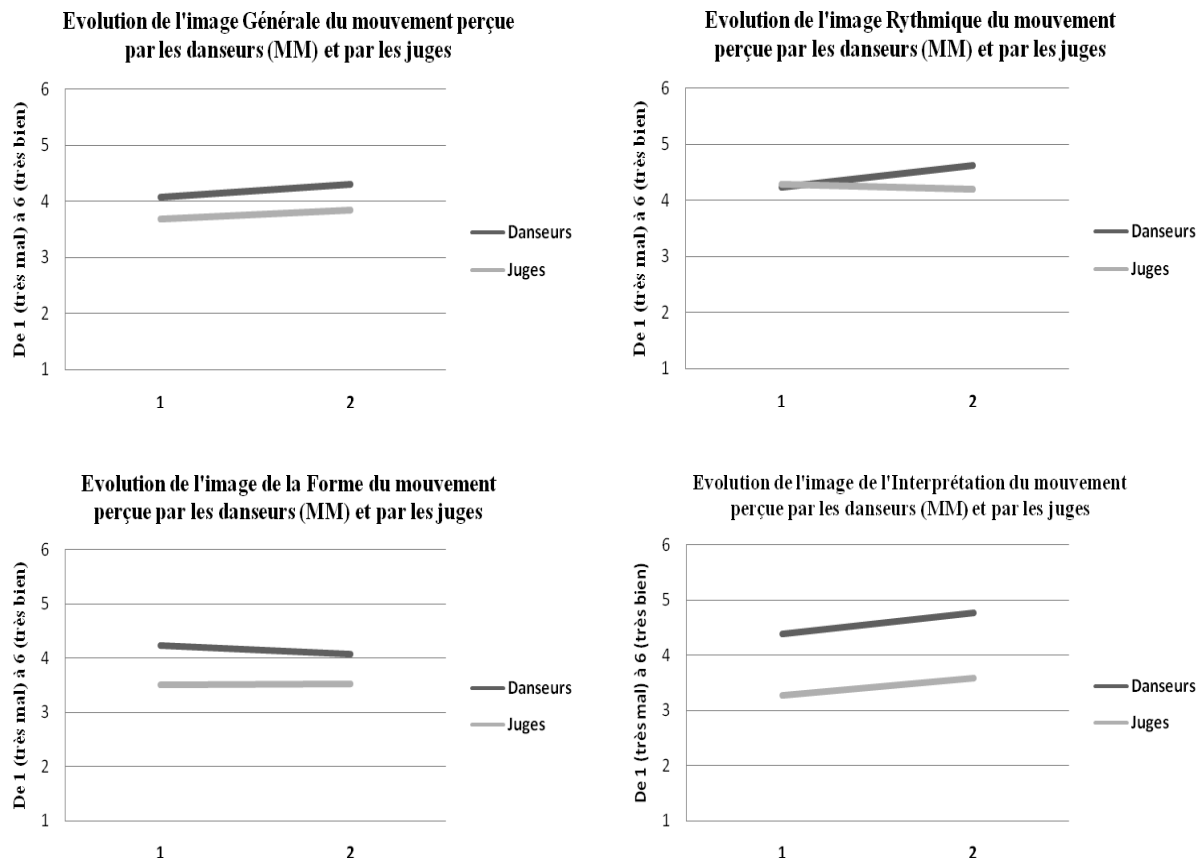 Evolution de l'image Générale du mouvement perçue
par les danseurs (MM) et par les juges
De 1 (très mal) à 6 (très bien)
6
5
4
3
2
1
1
2
Danseurs
Juges
Evolution de l'image Rythmique du mouvement
perçue par les danseurs (MM) et par les juges
De 1 (très mal) à 6 (très bien)
6
5
4
3
2
1
1
2
Danseurs
Juges
Evolution de l'image de la Forme du mouvement
perçue par les danseurs (MM) et par les juges
De 1 (très mal) à 6 (très bien)
6
5
4
3
2
1
1
2
Danseurs
Juges
Evolution de l'image de l'Interprétation du mouvement
perçue par les danseurs (MM) et par les juges
De 1 (très mal) à 6 (très bien)
6
5
4
3
2
1
1
2
Danseurs
Juges